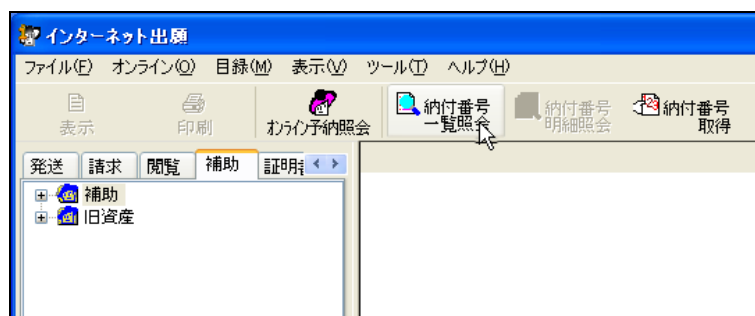 インターネット出願
ファイル(F) オンライン(O) 目録(M) 表示(V) ツール(T) ヘルプ(H)
表示
印刷
オンライン予納照会
納付番号
一覧照会
納付番号
明細照会
納付番号
取得
発送 請求 閲覧 補助 証明書
補助
旧資産